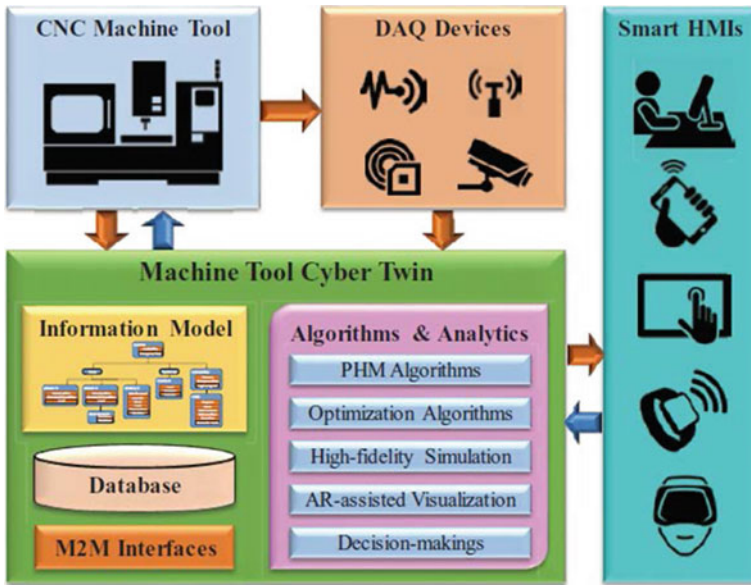 CNC Machine Tool
DAQ Devices
Smart HMIs
Machine Tool Cyber Twin
Information Model
Database
M2M Interfaces
Algorithms & Analytics
PHM Algorithms
Optimization Algorithms
High-fidelity Simulation
AR-assisted Visualization
Decision-makings